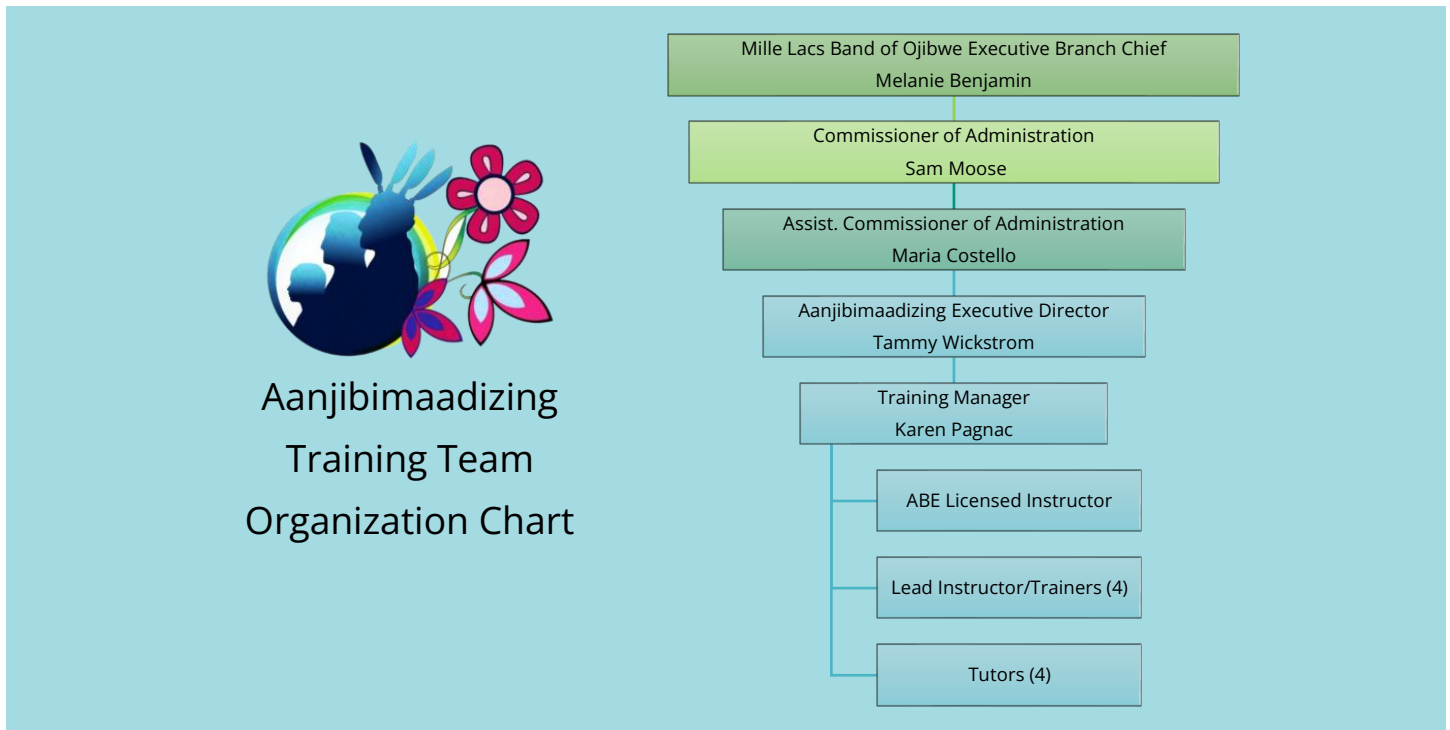 Aanjibimaadizing
Training Team
Organization Chart
Mille Lacs Band of Ojibwe Executive Branch Chief
Melanie Benjamin
Commissioner of Administration
Sam Moose
Assist. Commissioner of Administration
Maria Costello
Aanjibimaadizing Executive Director
Tammy Wickstrom
Training Manager
Karen Pagnac
ABE Licensed Instructor
Lead Instructor/Trainers (4)
Tutors (4)